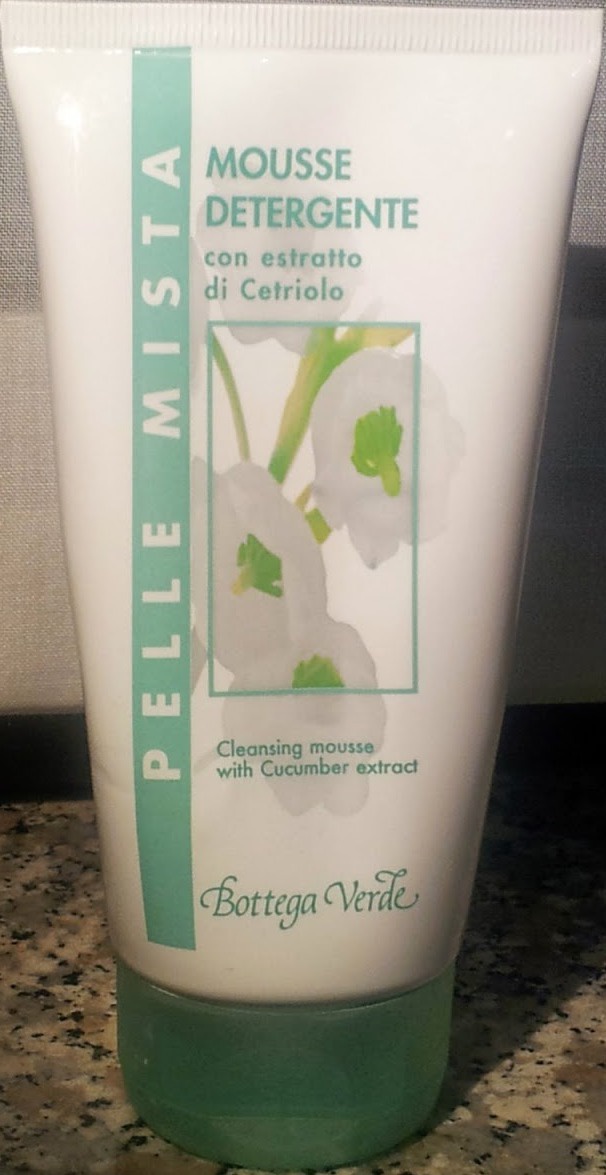 PELLE MISTA
MOUSSE
DETERGENTE
con estratto
di Cetriolo
Cleansing mousse
with Cucumber extract
Bottega Verde